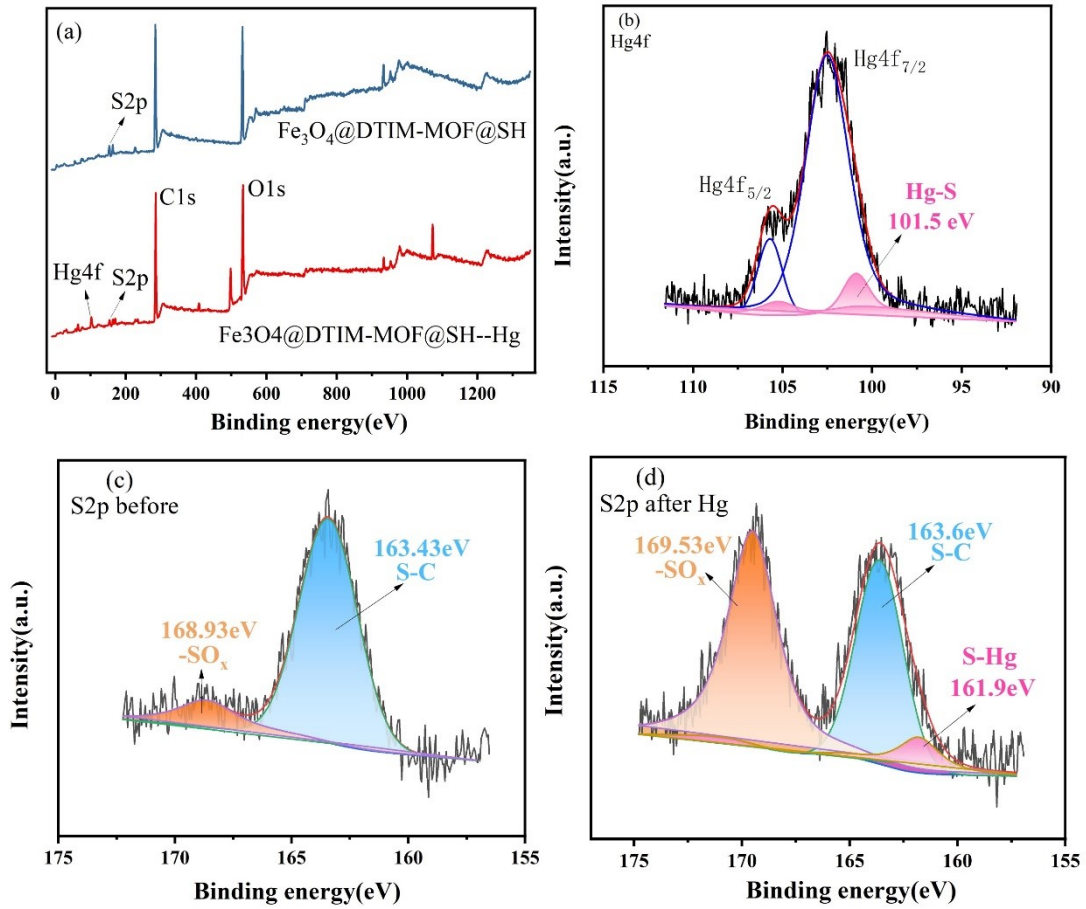 (a)
S2p
Fe₃O₄@DTIM-MOF@SH
C1s
O1s
Hg4f
S2p
Fe3O4@DTIM-MOF@SH--Hg
0 200 400 600 800 1000 1200
Binding energy(eV)
(b)
Hg4f
Hg4f₇/₂
Hg4f₅/₂
Hg-S
101.5 eV
Intensity(a.u.)
115 110 105 100 95 90
Binding energy(eV)
(c)
S2p before
163.43eV
S-C
168.93eV
-SOₓ
Intensity(a.u.)
175 170 165 160 155
Binding energy(eV)
(d)
S2p after Hg
169.53eV
-SOₓ
163.6eV
S-C
S-Hg
161.9eV
Intensity(a.u.)
175 170 165 160 155
Binding energy(eV)